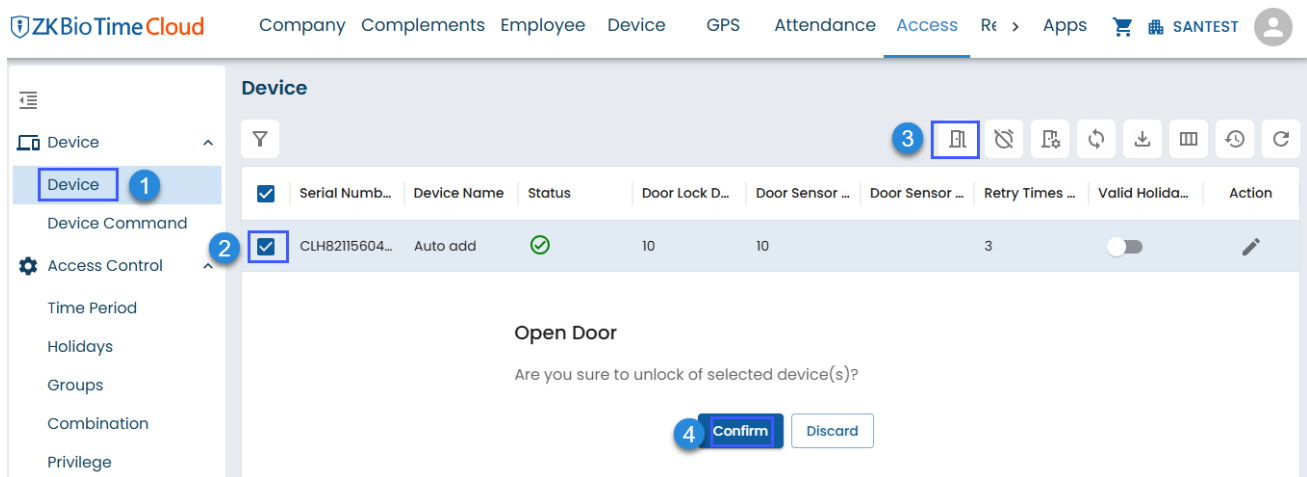 ZKBioTime Cloud
Company Complements Employee Device GPS Attendance Access Re > Apps SANTEST
Device
Device
3
Device 1
Serial Numb... Device Name Status Door Lock D... Door Sensor ... Door Sensor ... Retry Times ... Valid Holida... Action
Device Command
2
CLH82115604... Auto add 10 10 3
Access Control
Time Period
Open Door
Holidays
Are you sure to unlock of selected device(s)?
Groups
Combination
4 Confirm Discard
Privilege